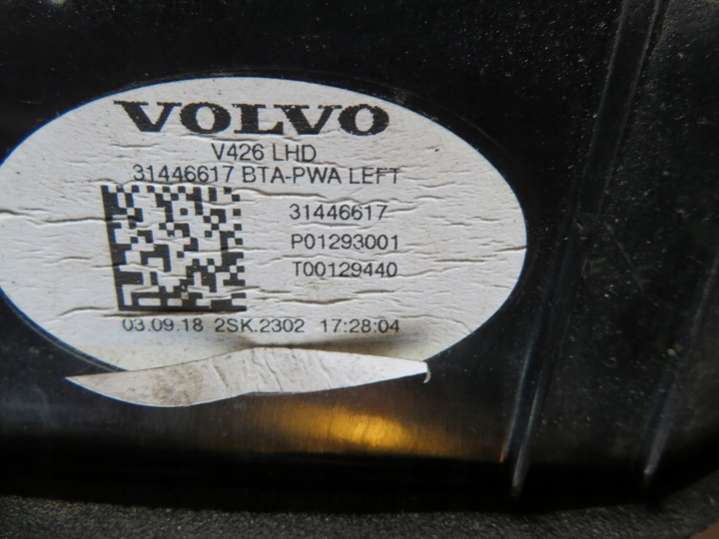 VOLVO
V426 LHD
31446617 BTA-PWA LEFT
31446617
P01293001
T00129440
03.09.18 2SK.2302 17:28:04